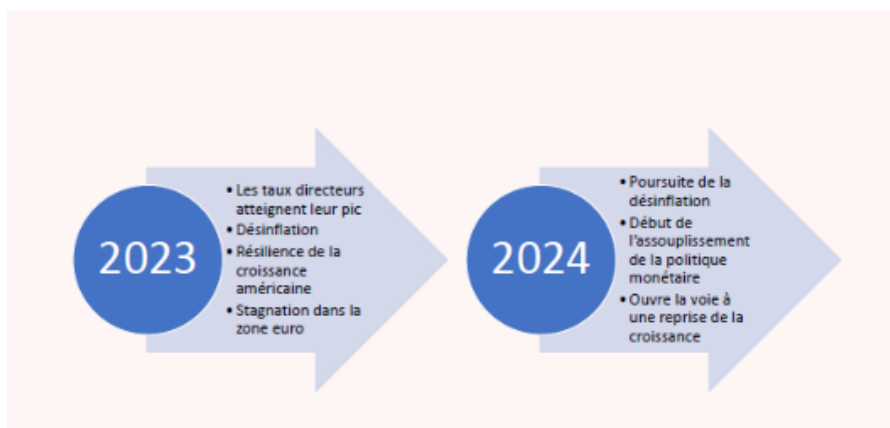 2023
• Les taux directeurs
atteignent leur pic
• Désinflation
• Résilience de la
croissance
américaine
• Stagnation dans la
zone euro
2024
• Poursuite de la
désinflation
• Début de
l'assouplissement
de la politique
monétaire
• Ouvre la voie à
une reprise de la
croissance